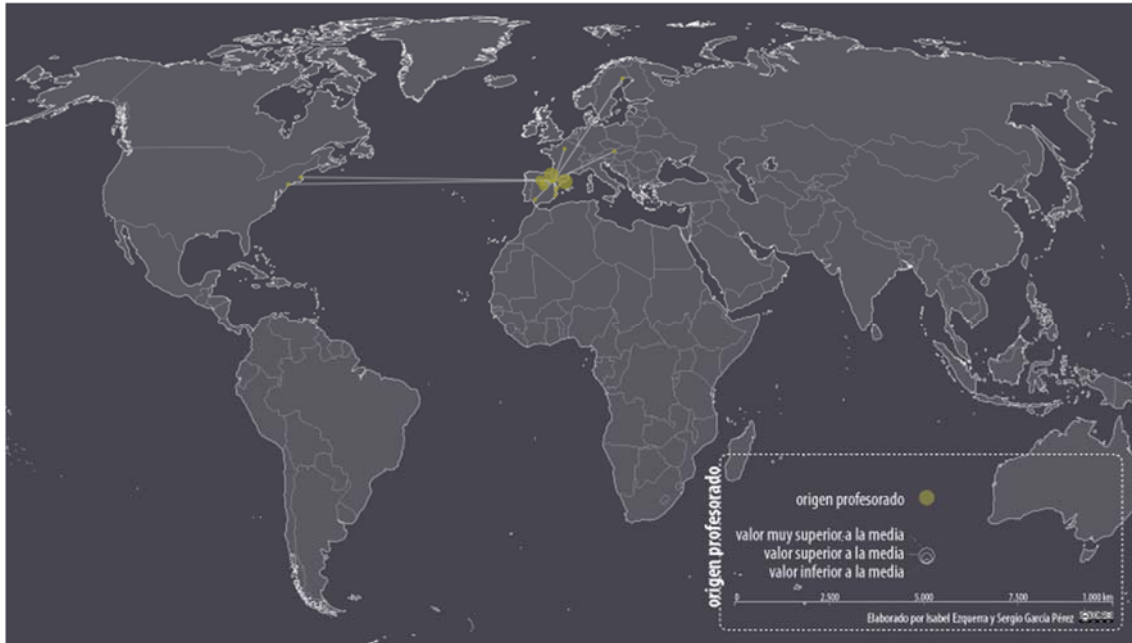 origen profesorado
origen profesorado
valor muy superior a la media
valor superior a la media
valor inferior a la media
0 2.500 5.000 7.500 1.000 km
Elaborado por Isabel Ezquerra y Sergio García Pérez